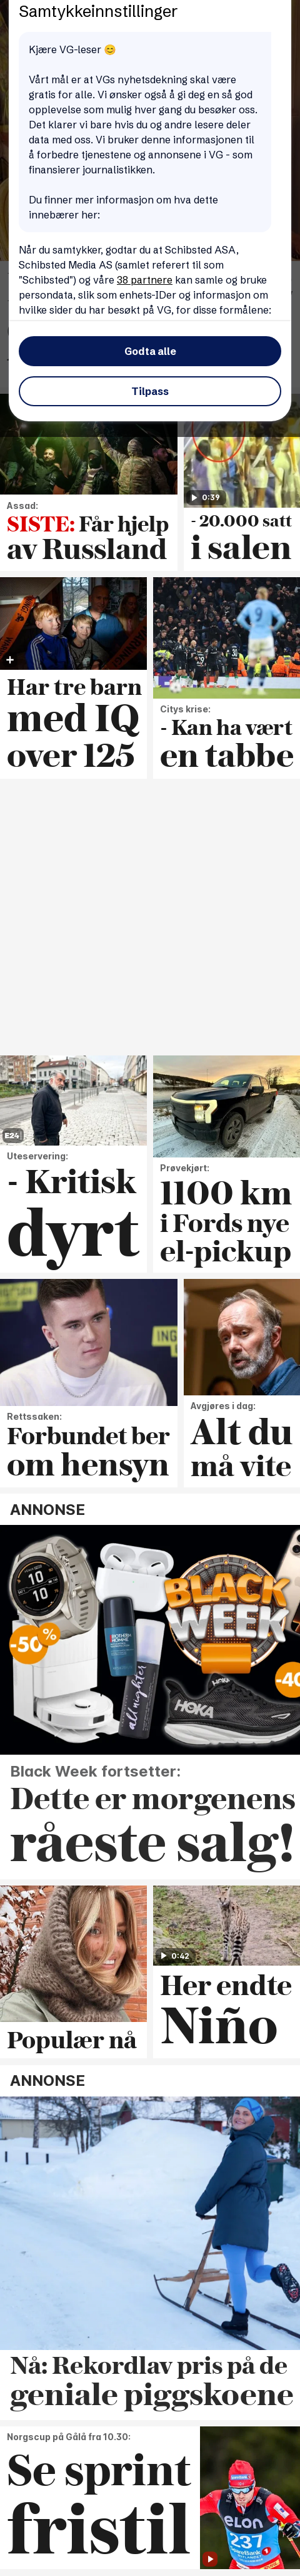 Samtykkeinnstillinger
Kjære VG-leser 😊
Vårt mål er at VGs nyhetsdekning skal være
gratis for alle. Vi ønsker også å gi deg en så god
opplevelse som mulig hver gang du besøker oss.
Det klarer vi bare hvis du og andre lesere deler
data med oss. Vi bruker denne informasjonen til
å forbedre tjenestene og annonsene i VG - som
finansierer journalistikken.
Du finner mer informasjon om hva dette
innebærer her:
Når du samtykker, godtar du at Schibsted ASA,
Schibsted Media AS (samlet referert til som
"Schibsted") og våre 38 partnere kan samle og bruke
persondata, slik som enhets-IDer og informasjon om
hvilke sider du har besøkt på VG, for disse formålene:
Godta alle
Tilpass
0:39
Assad:
SISTE: Får hjelp
av Russland
- 20.000 satt
i salen
Har tre barn
med IQ
over 125
Citys krise:
- Kan ha vært
en tabbe
E24
Uteservering:
- Kritisk
dyrt
Prøvekjørt:
1100 km
i Fords nye
el-pickup
Rettssaken:
Forbundet ber
om hensyn
Avgjøres i dag:
Alt du
må vite
ANNONSE
-50%
BLACK
WEEK
-40
BIOTHERM
HOMME
all nighter
HOKA
Black Week fortsetter:
Dette er morgenens
råeste salg!
Populær nå
0:42
Her endte
Niño
ANNONSE
Nå: Rekordlav pris på de
geniale piggskoene
Norgscup på Gålå fra 10.30:
Se sprint
fristil
elon
237